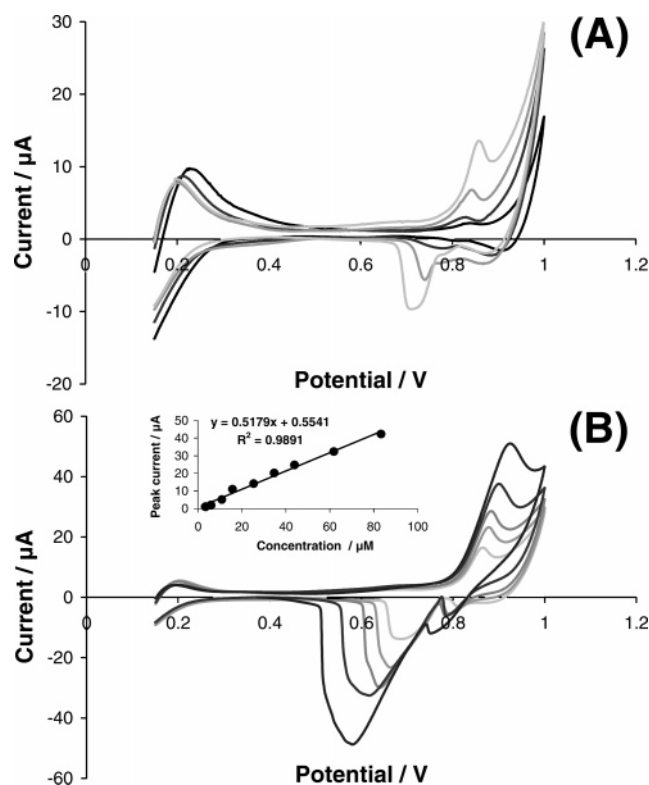 (A)
30
20
10
0
-10
-20
Current / µA
0 0.2 0.4 0.6 0.8 1 1.2
Potential / V
(B)
60
40
20
0
-20
-40
-60
Current / µA
0 0.2 0.4 0.6 0.8 1 1.2
Potential / V
y = 0.5179x + 0.5541
R² = 0.9891
50
40
30
20
10
0
Peak current / µA
0 20 40 60 80 100
Concentration / µM